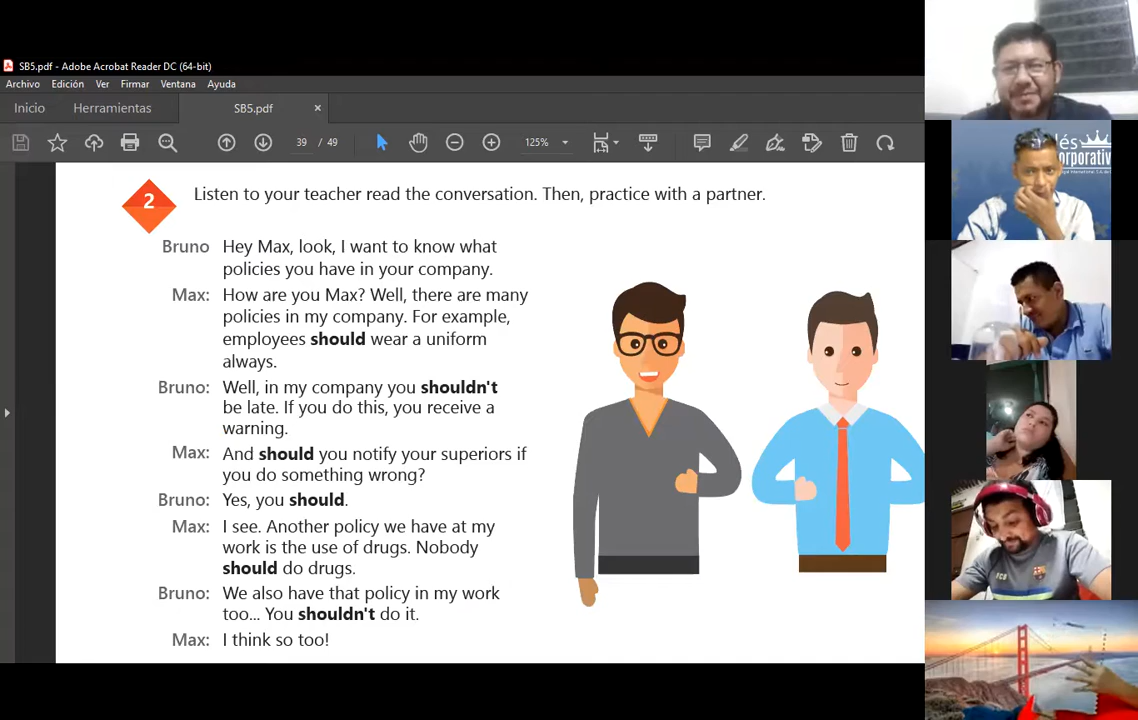 SB5.pdf - Adobe Acrobat Reader DC (64-bit)
Archivo Edición Ver Firmar Ventana Ayuda
Inicio Herramientas SB5.pdf ×
39 / 49 125%
2 Listen to your teacher read the conversation. Then, practice with a partner.
Bruno Hey Max, look, I want to know what
policies you have in your company.
Max: How are you Max? Well, there are many
policies in my company. For example,
employees should wear a uniform
always.
Bruno: Well, in my company you shouldn't
be late. If you do this, you receive a
warning.
Max: And should you notify your superiors if
you do something wrong?
Bruno: Yes, you should.
Max: I see. Another policy we have at my
work is the use of drugs. Nobody
should do drugs.
Bruno: We also have that policy in my work
too... You shouldn't do it.
Max: I think so too!